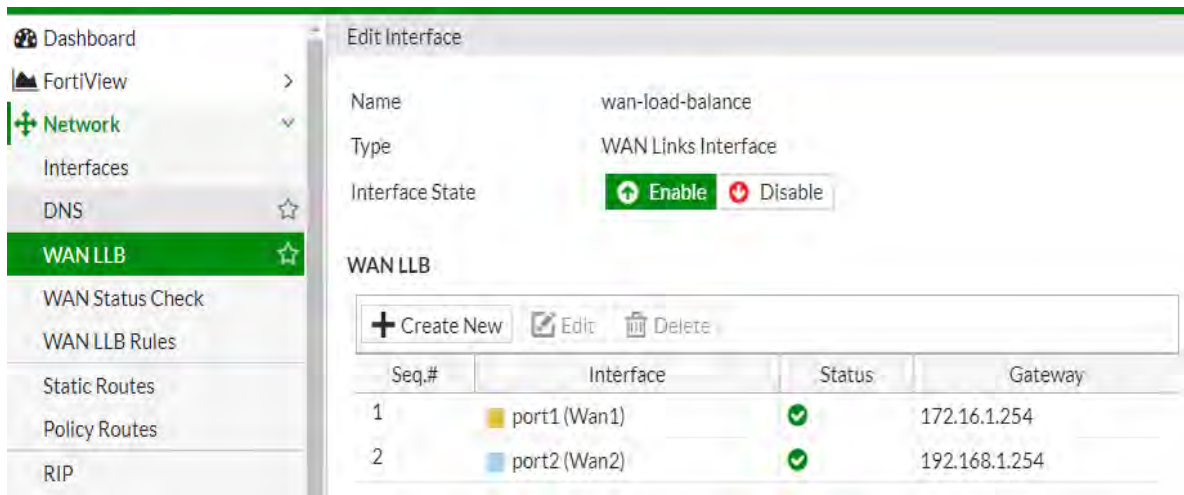 Dashboard
FortiView
Network
Interfaces
DNS
WAN LLB
WAN Status Check
WAN LLB Rules
Static Routes
Policy Routes
RIP
Edit Interface
Name wan-load-balance
Type WAN Links Interface
Interface State Enable Disable
WAN LLB
Create New Edit Delete
Seq.# Interface Status Gateway
1 port1 (Wan1) 172.16.1.254
2 port2 (Wan2) 192.168.1.254